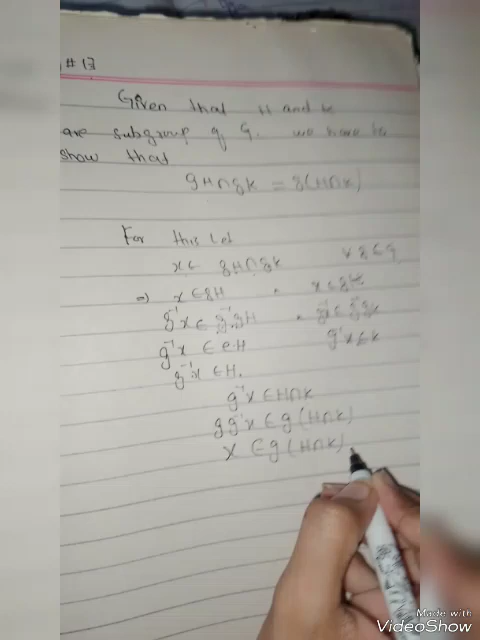 # 13
Given that H and k
are subgroup of G. we have to
show that
gH∩gk = g(H∩k)
For this let
x ∈ gH∩gk ∀ g∈G
⇒ x∈gH , x∈gk
g⁻¹x ∈ g⁻¹gH , g⁻¹x∈g⁻¹gk
g⁻¹x ∈ eH g⁻¹x∈k
g⁻¹x ∈H.
g⁻¹x ∈H∩k
gg⁻¹x ∈ g(H∩k)
x ∈g(H∩k)
Made with
VideoShow